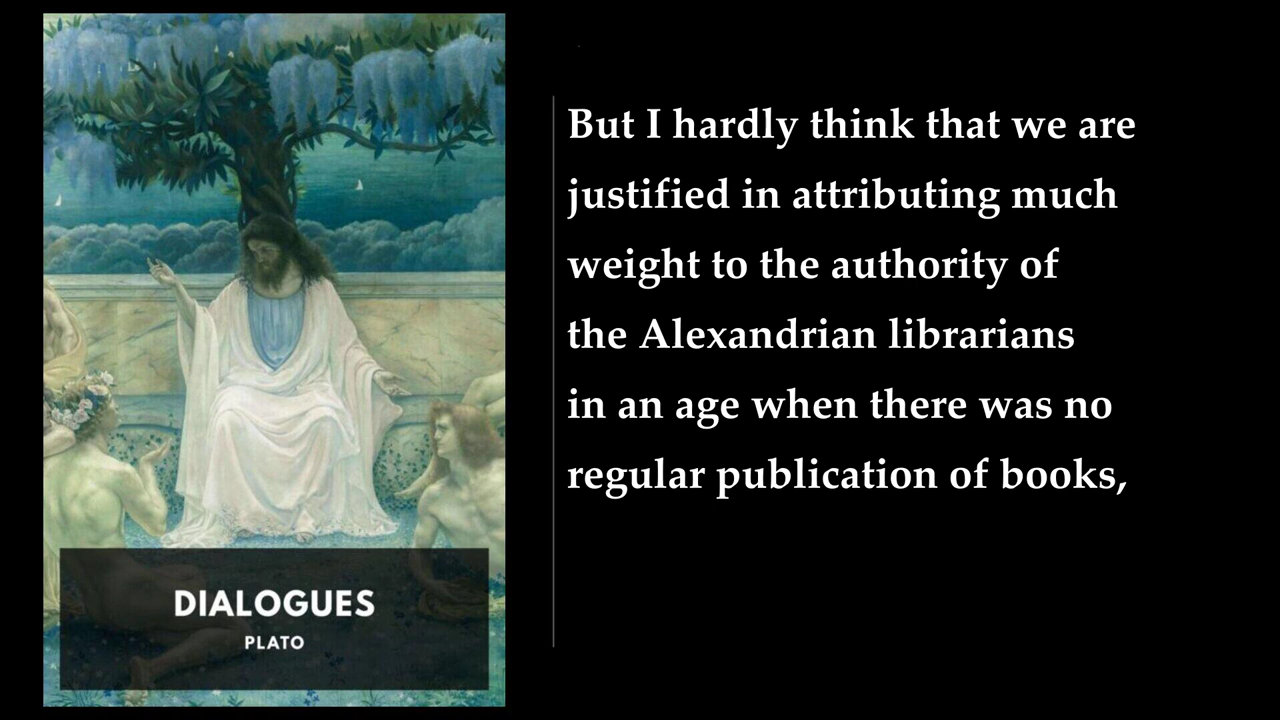 But I hardly think that we are
justified in attributing much
weight to the authority of
the Alexandrian librarians
in an age when there was no
regular publication of books,
DIALOGUES
PLATO